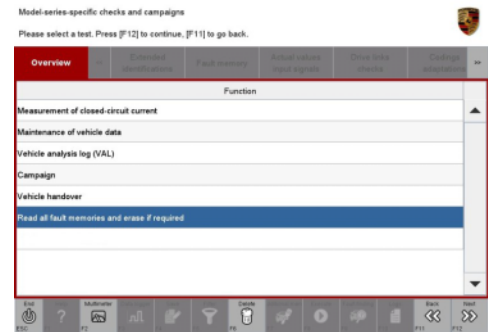 Model-series-specific checks and campaigns
Please select a test. Press [F12] to continue, [F11] to go back.
Overview
Extended identifications
Fault memory
Actual values input signals
Drive links checks
Codings adaptations
Function
Measurement of closed-circuit current
Maintenance of vehicle data
Vehicle analysis log (VAL)
Campaign
Vehicle handover
Read all fault memories and erase if required
End
Multimeter
Delete
Back
Next
ESC
F2
F6
F11
F12